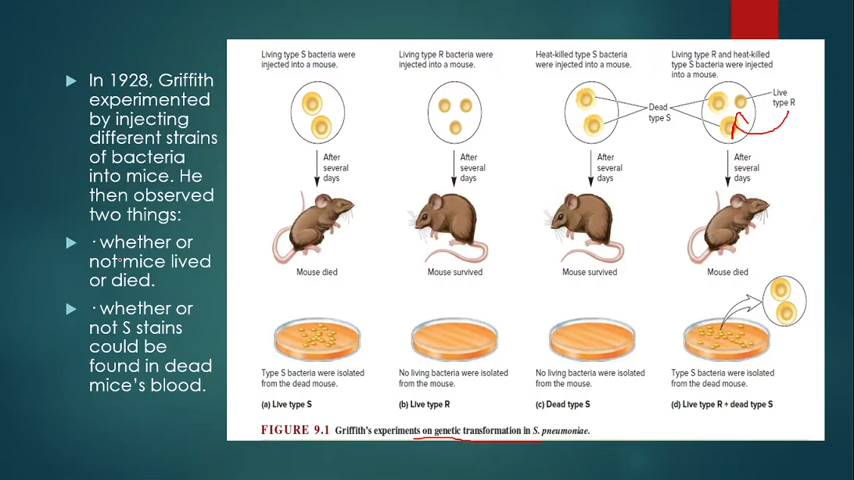 In 1928, Griffith
experimented
by injecting
different strains
of bacteria
into mice. He
then observed
two things:
· whether or
not mice lived
or died.
· whether or
not S stains
could be
found in dead
mice's blood.
Living type S bacteria were
injected into a mouse.
Living type R bacteria were
injected into a mouse.
Heat-killed type S bacteria
were injected into a mouse.
Living type R and heat-killed
type S bacteria were injected
into a mouse.
Dead
type S
Live
type R
After
several
days
After
several
days
After
several
days
After
several
days
Mouse died
Mouse survived
Mouse survived
Mouse died
Type S bacteria were isolated
from the dead mouse.
No living bacteria were isolated
from the mouse.
No living bacteria were isolated
from the mouse.
Type S bacteria were isolated
from the dead mouse.
(a) Live type S
(b) Live type R
(c) Dead type S
(d) Live type R + dead type S
FIGURE 9.1 Griffith's experiments on genetic transformation in S. pneumoniae.